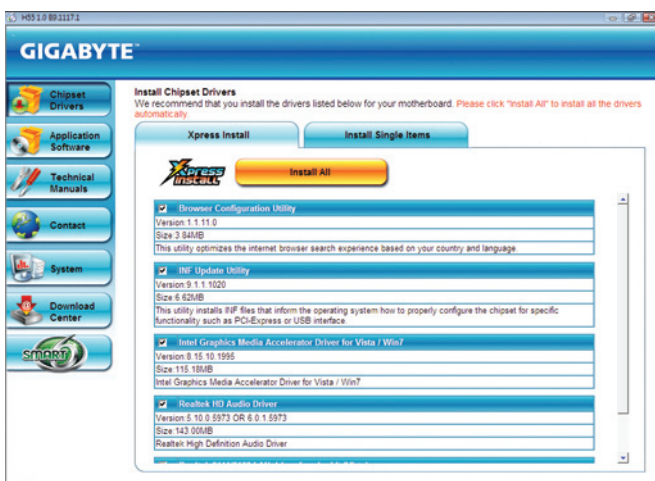 H55 1.0 B9.1117.1
GIGABYTE™
Chipset
Drivers
Application
Software
Technical
Manuals
Contact
System
Download
Center
SMART
Install Chipset Drivers
We recommend that you install the drivers listed below for your motherboard. Please click "Install All" to install all the drivers
automatically.
Xpress Install
Install Single Items
Xpress
Install
Install All
Browser Configuration Utility
Version:1.1.11.0
Size:3.84MB
This utility optimizes the internet browser search experience based on your country and language
INF Update Utility
Version:9.1.1.1020
Size:6.62MB
This utility installs INF files that inform the operating system how to properly configure the chipset for specific
functionality such as PCI-Express or USB interface.
Intel Graphics Media Accelerator Driver for Vista / Win7
Version:8.15.10.1995
Size:115.18MB
Intel Graphics Media Accelerator Driver for Vista / Win7
Realtek HD Audio Driver
Version:5.10.0.5973 OR 6.0.1.5973
Size:143.00MB
Realtek High Definition Audio Driver